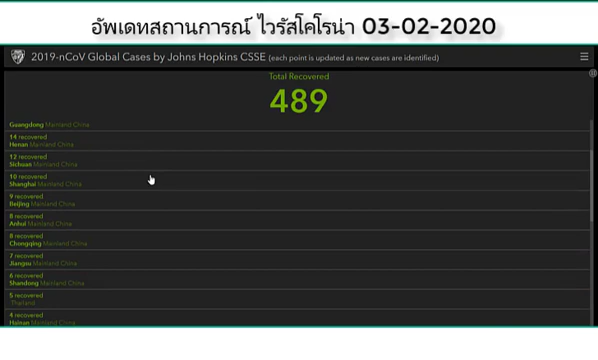 อัพเดทสถานการณ์ ไวรัสโคโรน่า 03-02-2020
2019-nCoV Global Cases by Johns Hopkins CSSE (each point is updated as new cases are identified)
Total Recovered
489
Guangdong Mainland China
14 recovered
Henan Mainland China
12 recovered
Sichuan Mainland China
10 recovered
Shanghai Mainland China
9 recovered
Beijing Mainland China
8 recovered
Anhui Mainland China
8 recovered
Chongqing Mainland China
7 recovered
Jiangsu Mainland China
6 recovered
Shandong Mainland China
5 recovered
Thailand
4 recovered
Hainan Mainland China